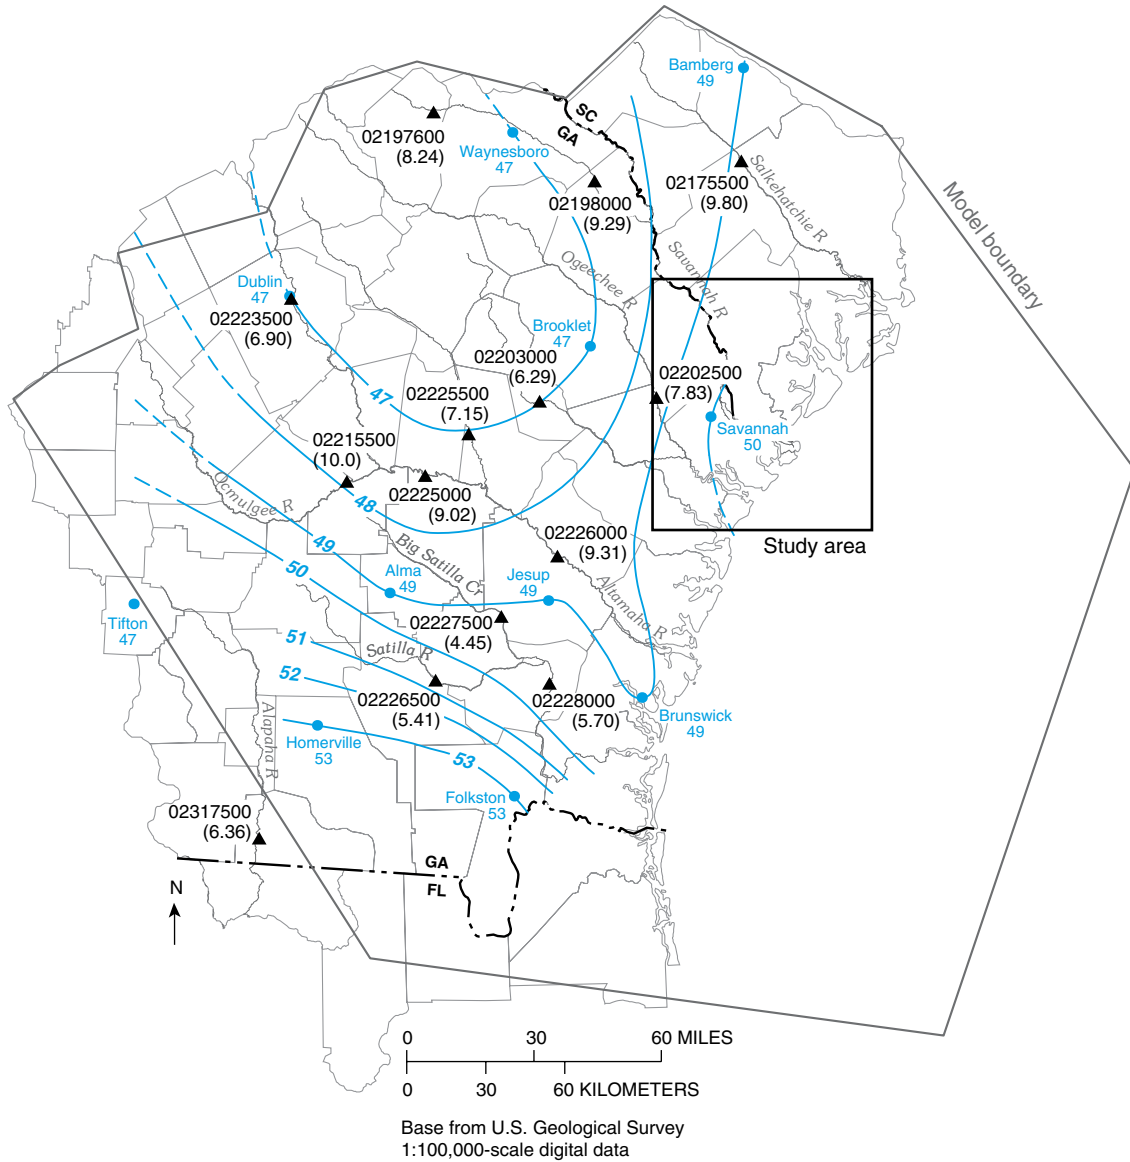 Bamberg
49
SC
GA
02197600
(8.24)
Waynesboro
47
02198000
(9.29)
02175500
(9.80)
Salkehatchie R
Model boundary
Savannah R
Ogeechee R
Dublin
47
02223500
(6.90)
Brooklet
47
02203000
(6.29)
02202500
(7.83)
47
02225500
(7.15)
Savannah
50
02215500
(10.0)
02225000
(9.02)
Ocmulgee R
48
49
50
Big Satilla Cr
02226000
(9.31)
Study area
Alma
49
Jesup
49
Altamaha R
Tifton
47
02227500
(4.45)
51
Satilla R
52
02226500
(5.41)
02228000
(5.70)
Brunswick
49
Alapaha R
Homerville
53
53
Folkston
53
02317500
(6.36)
GA
FL
N
0 30 60 MILES
0 30 60 KILOMETERS
Base from U.S. Geological Survey
1:100,000-scale digital data